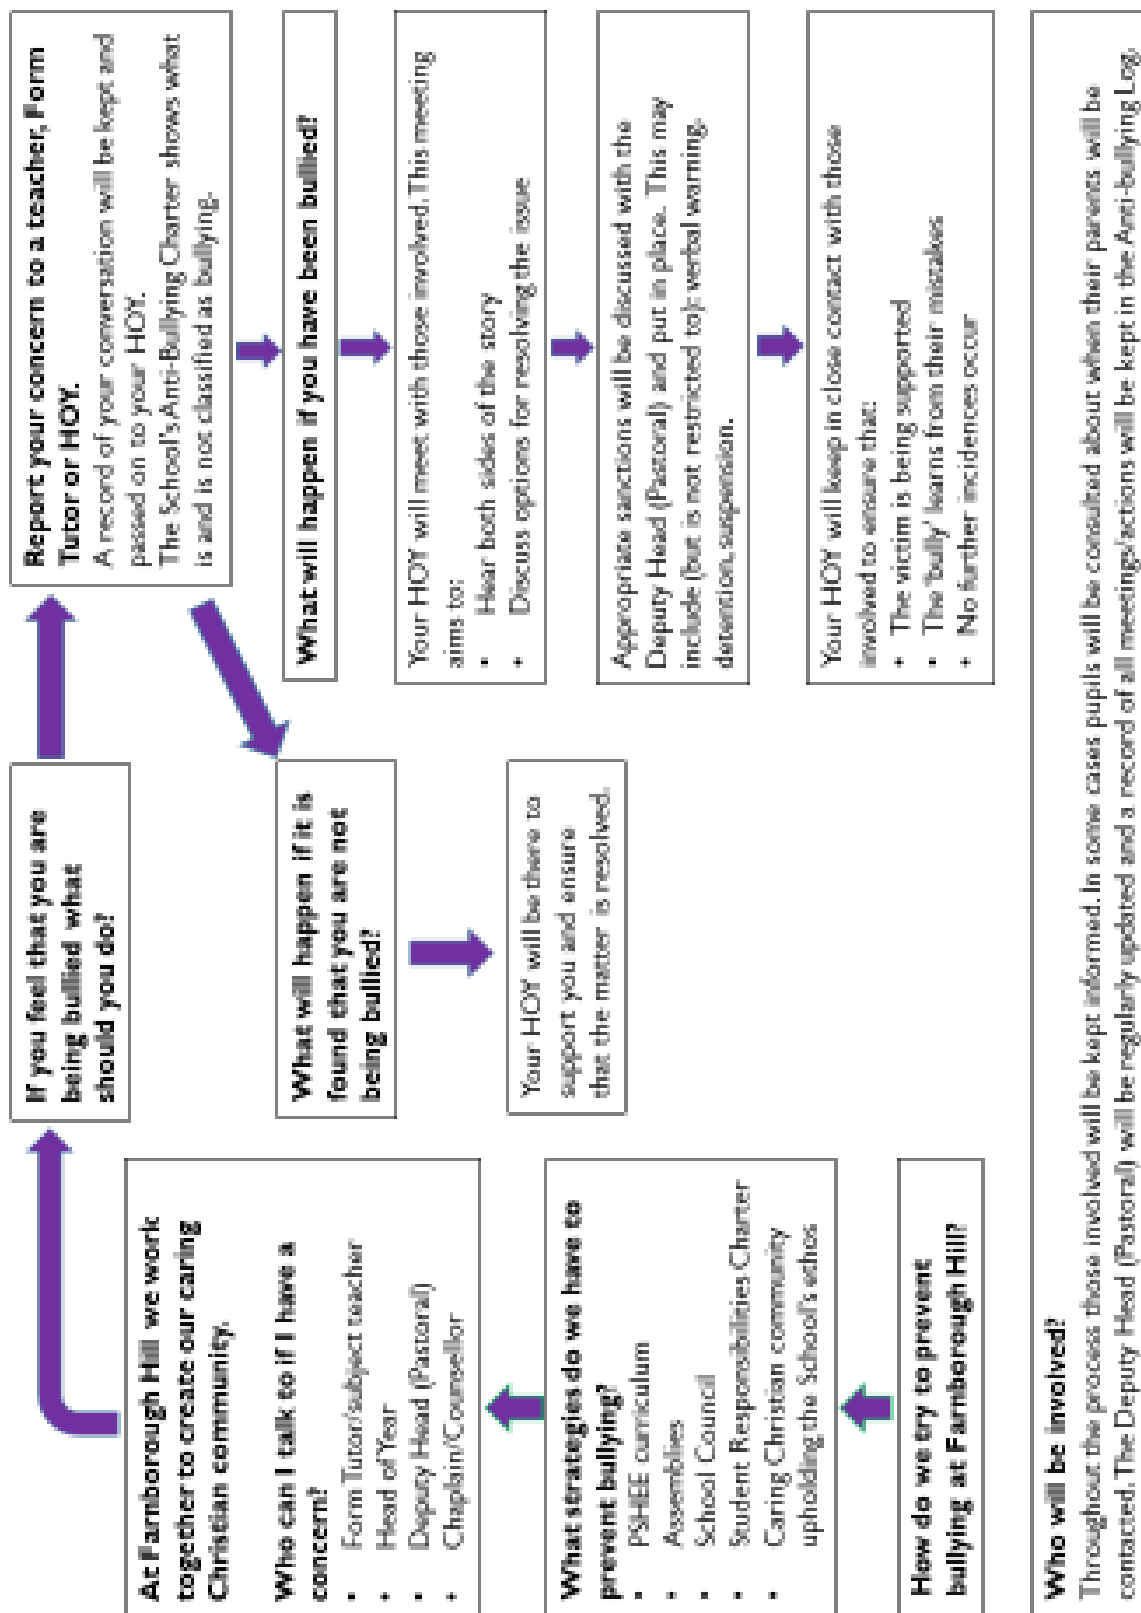 How do we try to prevent
bullying at Farnborough Hill?
What strategies do we have to
prevent bullying?
• PSHEE curriculum
• Assemblies
• School Council
• Student Responsibilities Charter
• Caring Christian community
upholding the School's ethos
At Farnborough Hill we work
together to create our caring
Christian community.
Who can I talk to if I have a
concern?
• Form Tutor/subject teacher
• Head of Year
• Deputy Head (Pastoral)
• Chaplain/Counsellor
If you feel that you are
being bullied what
should you do?
Report your concern to a teacher, Form
Tutor or HOY.
A record of your conversation will be kept and
passed on to your HOY.
The School's Anti-Bullying Charter shows what
is and is not classified as bullying.
What will happen if it is
found that you are not
being bullied?
Your HOY will be there to
support you and ensure
that the matter is resolved.
What will happen if you have been bullied?
Your HOY will meet with those involved. This meeting
aims to:
• Hear both sides of the story
• Discuss options for resolving the issue
Appropriate sanctions will be discussed with the
Deputy Head (Pastoral) and put in place. This may
include (but is not restricted to): verbal warning,
detention, suspension.
Your HOY will keep in close contact with those
involved to ensure that:
• The victim is being supported
• The 'bully' learns from their mistakes
• No further incidences occur
Who will be involved?
Throughout the process those involved will be kept informed. In some cases pupils will be consulted about when their parents will be
contacted. The Deputy Head (Pastoral) will be regularly updated and a record of all meetings/actions will be kept in the Anti-bullying Log.